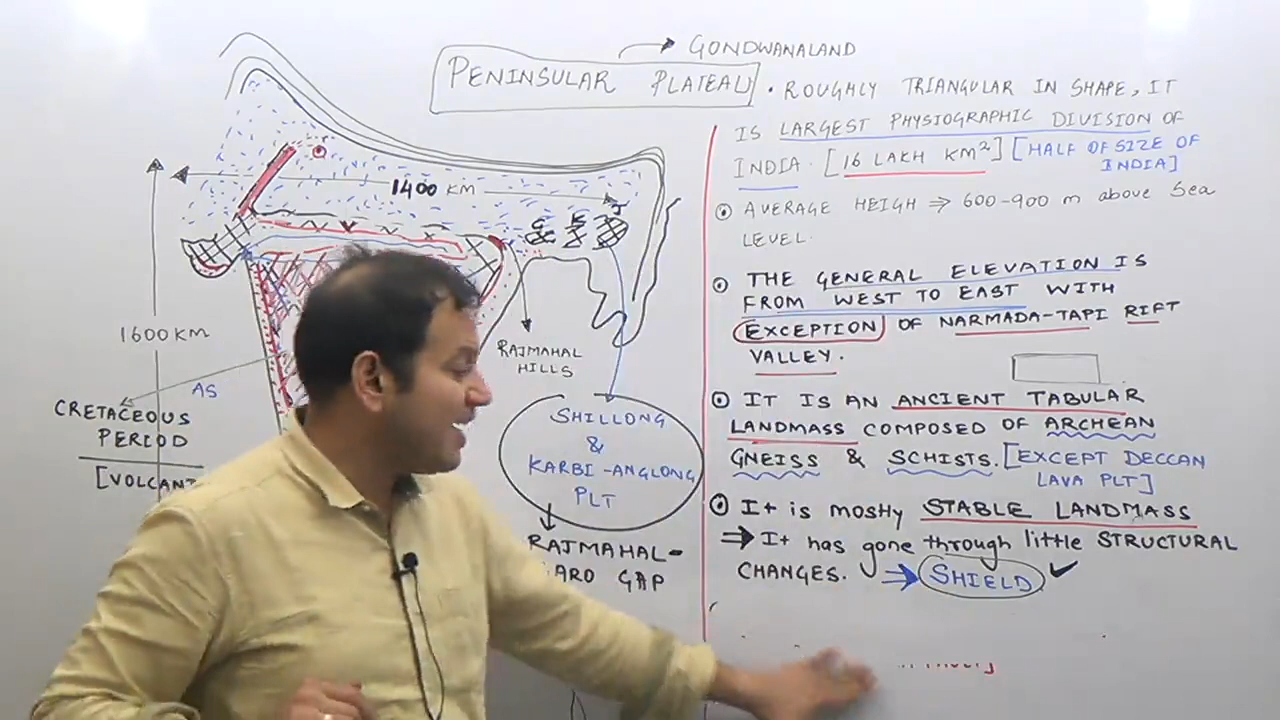 GONDWANALAND
PENINSULAR PLATEAU
• ROUGHLY TRIANGULAR IN SHAPE, IT
IS LARGEST PHYSIOGRAPHIC DIVISION OF
INDIA. [16 LAKH KM²] [HALF OF SIZE OF
INDIA]
AVERAGE HEIGH ⇒ 600-900 m above Sea
LEVEL.
THE GENERAL ELEVATION IS
FROM WEST TO EAST WITH
EXCEPTION OF NARMADA-TAPI RIFT
VALLEY.
IT IS AN ANCIENT TABULAR
LANDMASS COMPOSED OF ARCHEAN
GNEISS & SCHISTS. [EXCEPT DECCAN
LAVA PLT]
It is mostly STABLE LANDMASS
⇒ It has gone through little STRUCTURAL
CHANGES. ⇒ SHIELD ✓
1400 KM
G K J
1600 KM
RAJMAHAL
HILLS
AS
CRETACEOUS
PERIOD
[VOLCAN
SHILLONG
&
KARBI-ANGLONG
PLT
RAJMAHAL-
ARO GAP